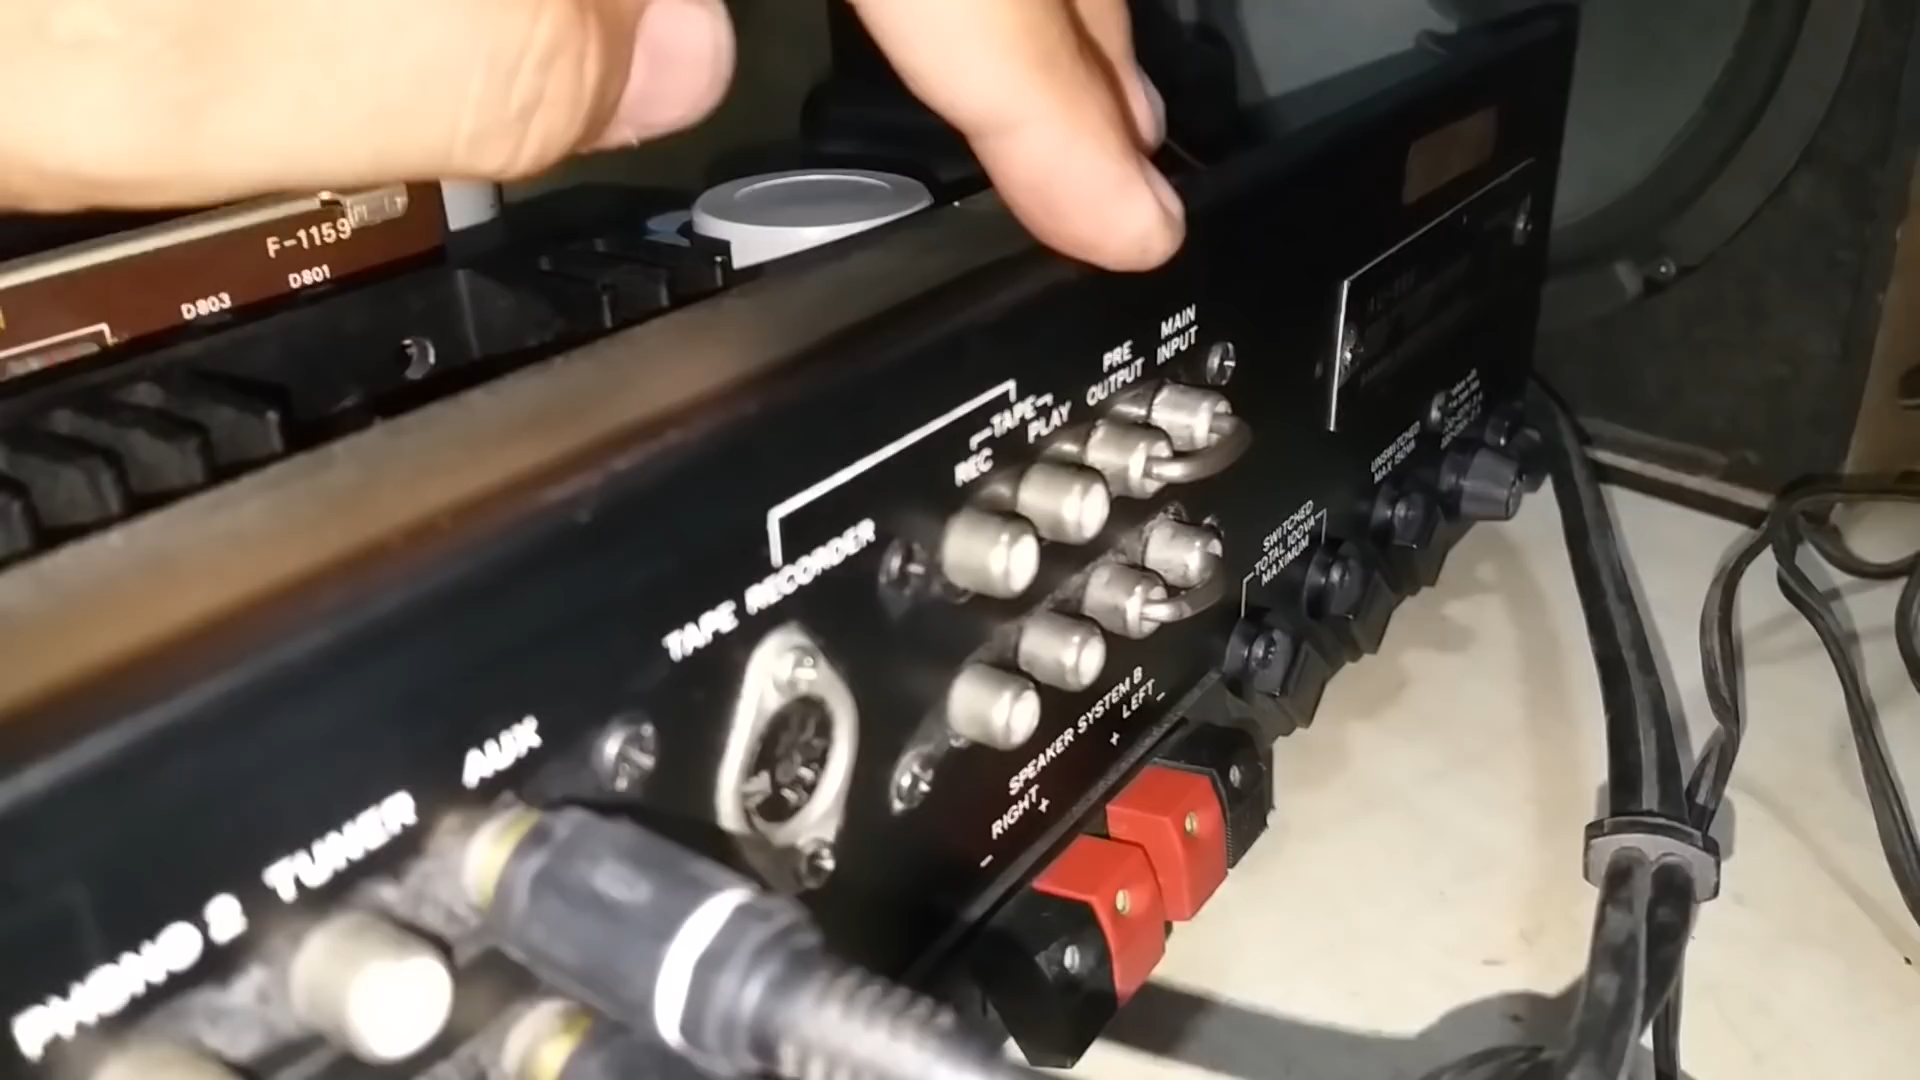 F-1159
D803 D801
MAIN
INPUT
PRE
OUTPUT
TAPE
REC PLAY
TAPE RECORDER
AUX
TUNER
PHONO 2
SPEAKER SYSTEM B
RIGHT LEFT
- + + -
SWITCHED
TOTAL 100VA
MAXIMUM
UNSWITCHED
MAX 150VA